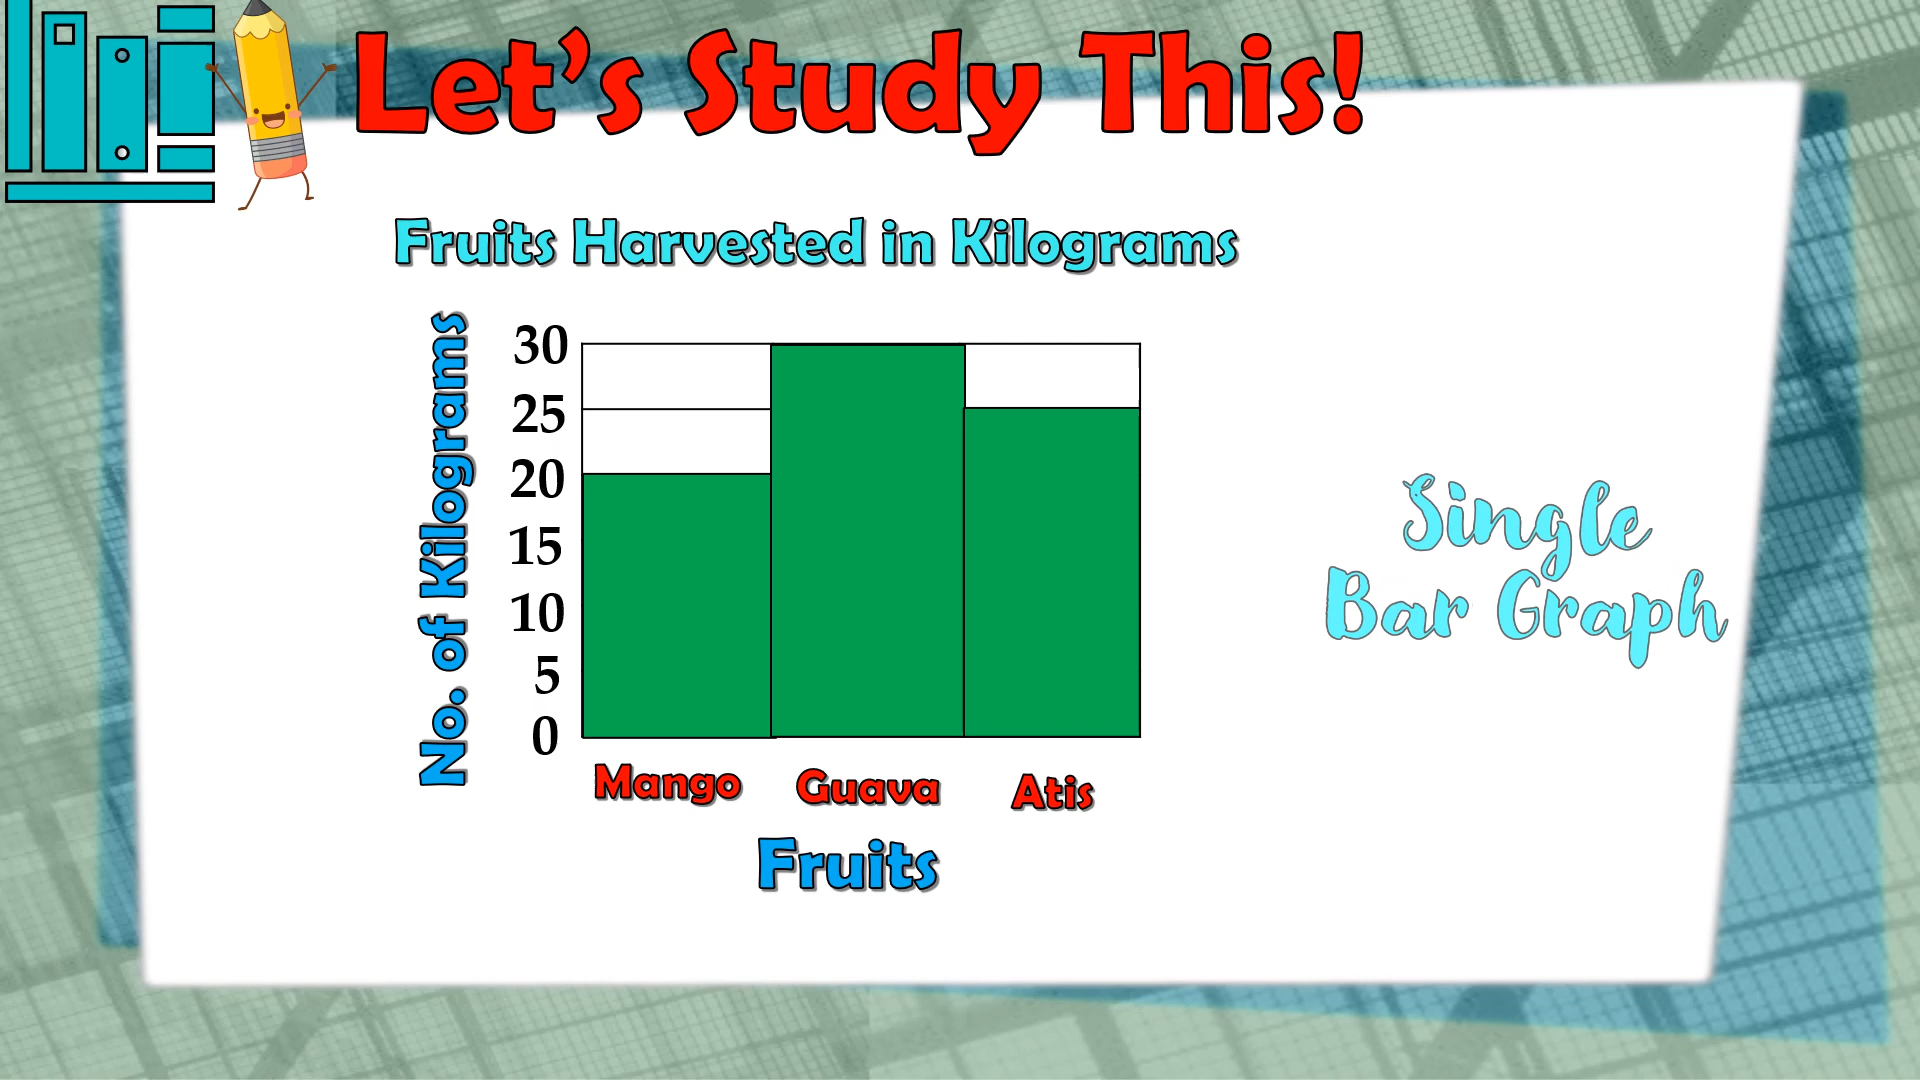 Let's Study This!
Fruits Harvested in Kilograms
No. of Kilograms
30
25
20
15
10
5
0
Mango Guava Atis
Fruits
Single
Bar Graph